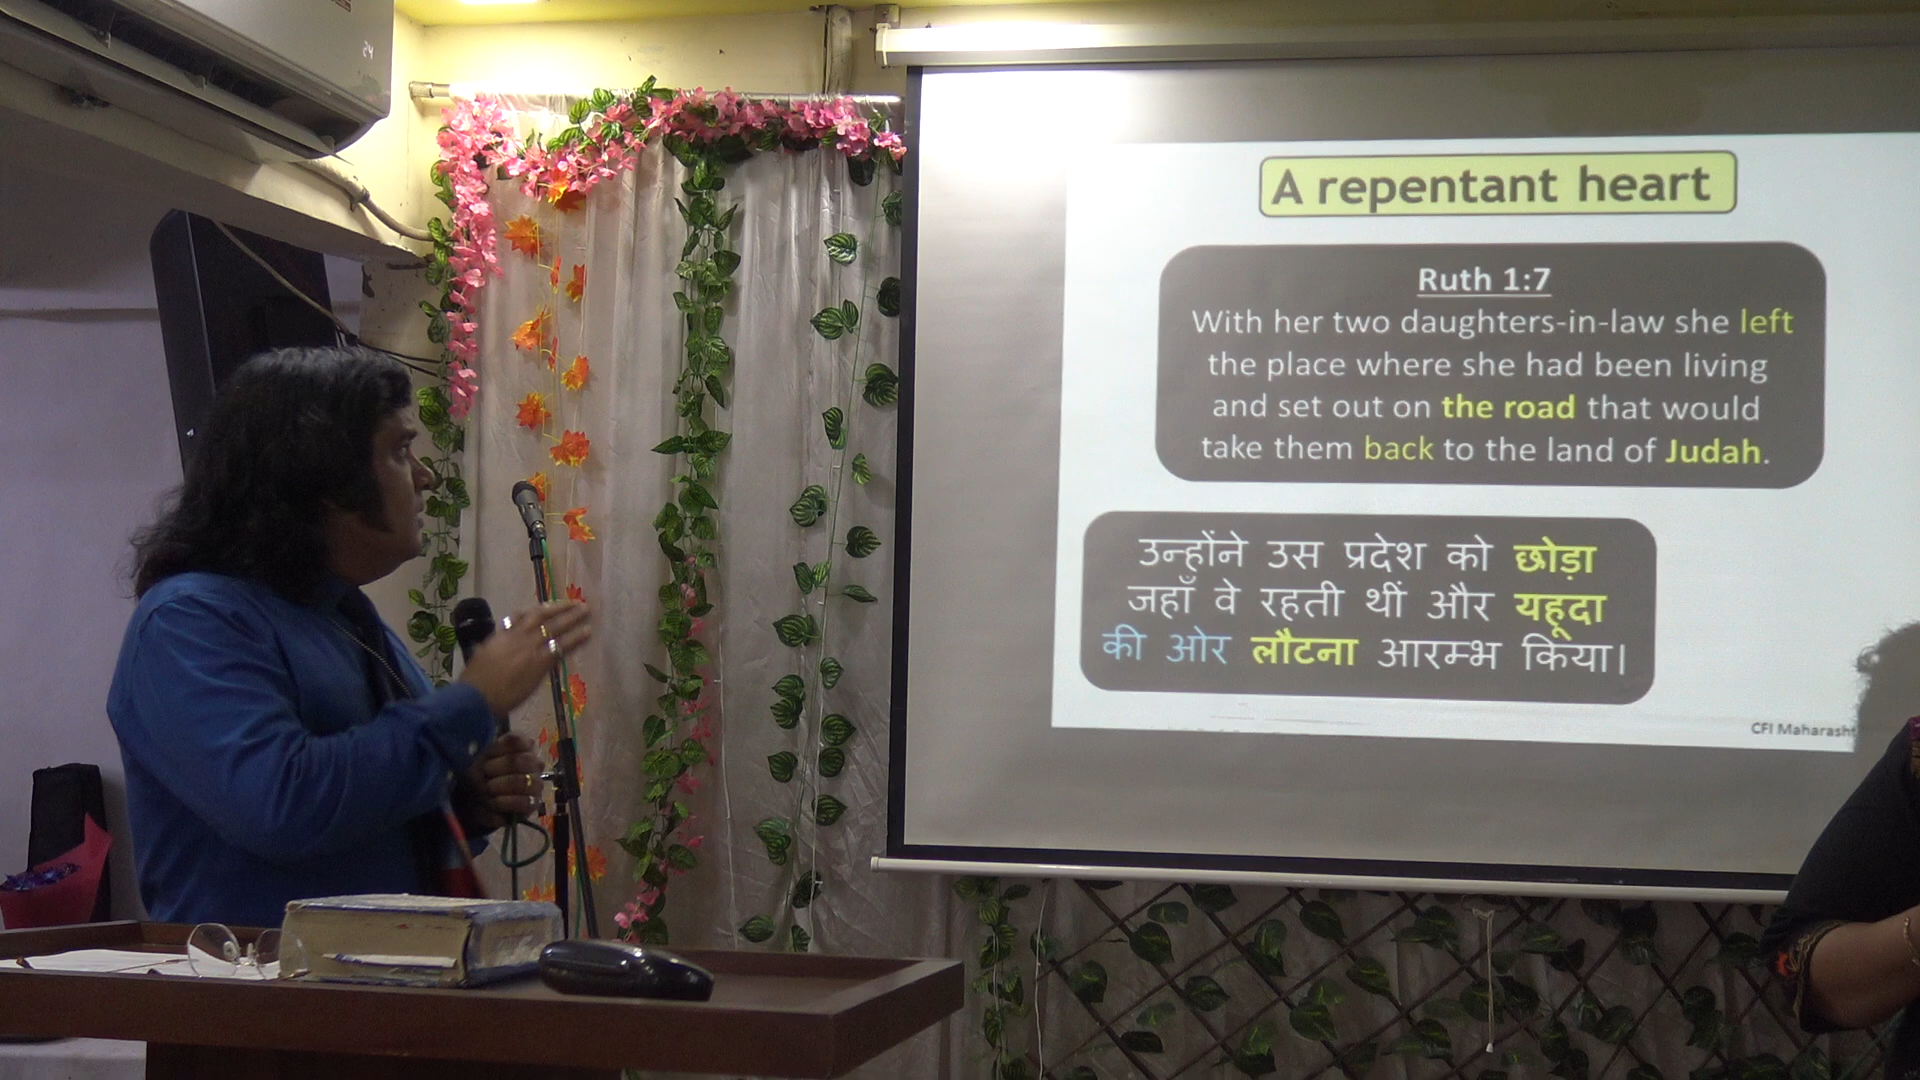 24
A repentant heart
Ruth 1:7
With her two daughters-in-law she left
the place where she had been living
and set out on the road that would
take them back to the land of Judah.
उन्होंने उस प्रदेश को छोड़ा
जहाँ वे रहती थीं और यहूदा
की ओर लौटना आरम्भ किया।
CFI Maharasht